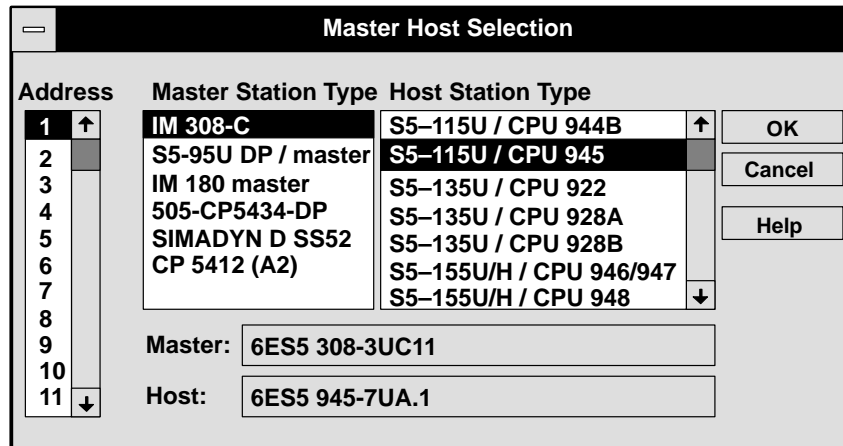 Master Host Selection
Address
Master Station Type
Host Station Type
1
2
3
4
5
6
7
8
9
10
11
IM 308-C
S5-95U DP / master
IM 180 master
505-CP5434-DP
SIMADYN D SS52
CP 5412 (A2)
S5–115U / CPU 944B
S5–115U / CPU 945
S5–135U / CPU 922
S5–135U / CPU 928A
S5–135U / CPU 928B
S5–155U/H / CPU 946/947
S5–155U/H / CPU 948
OK
Cancel
Help
Master: 6ES5 308-3UC11
Host: 6ES5 945-7UA.1